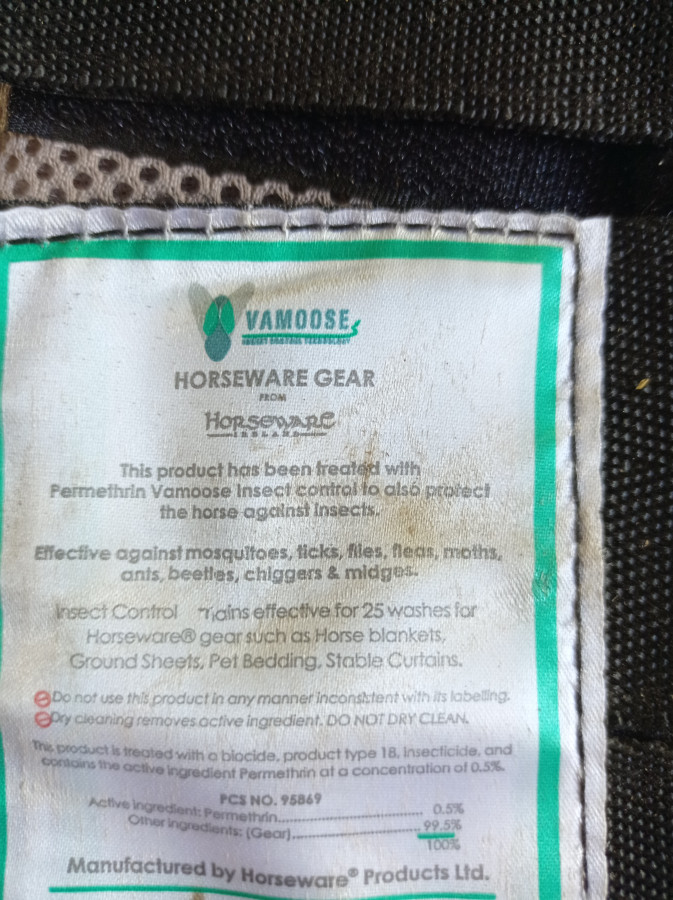 VAMOOSE
INSECT CONTROL TECHNOLOGY
HORSEWARE GEAR
FROM
HORSEWARE
IRELAND
This product has been treated with
Permethrin Vamoose Insect control to also protect
the horse against insects.
Effective against mosquitoes, ticks, flies, fleas, moths,
ants, beetles, chiggers & midges.
Insect Control effective for 25 washes for
Horseware® gear such as Horse blankets,
Ground Sheets, Pet Bedding, Stable Curtains.
Do not use this product in any manner inconsistent with its labelling.
Dry cleaning removes active ingredient. DO NOT DRY CLEAN.
This product is treated with a biocide, product type 18, Insecticide, and
contains the active ingredient Permethrin at a concentration of 0.5%.
PCS NO. 95869
Active ingredient: Permethrin.................................... 0.5%
Other ingredients: (Gear)................................ 99.5%
100%
Manufactured by Horseware® Products Ltd.